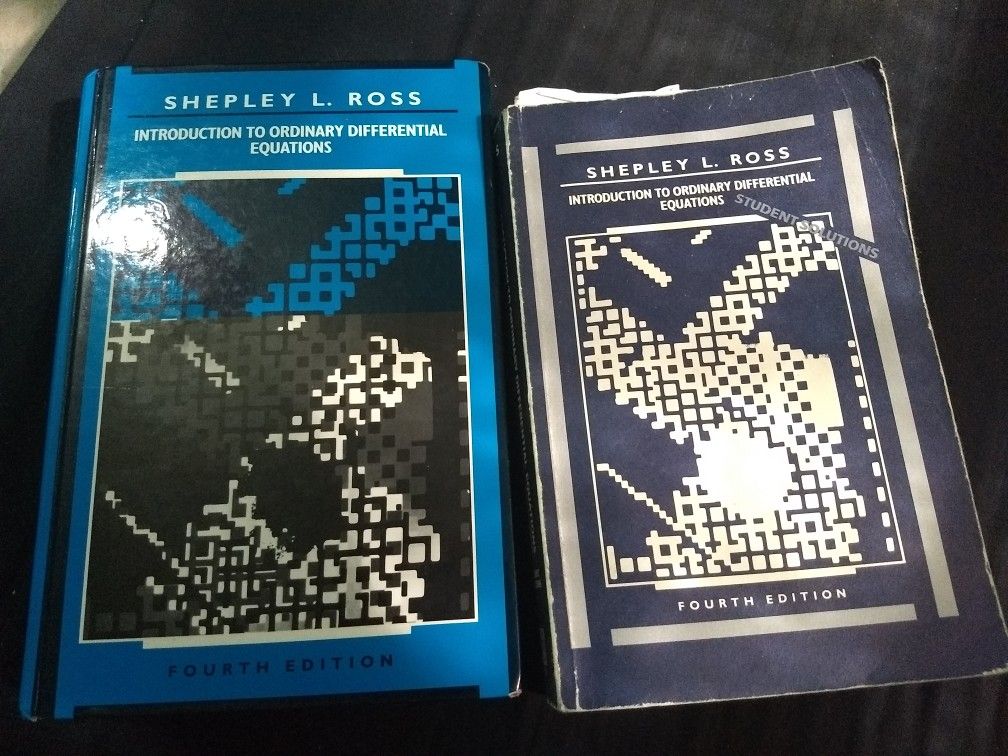 SHEPLEY L. ROSS
INTRODUCTION TO ORDINARY DIFFERENTIAL
EQUATIONS
FOURTH EDITION
SHEPLEY L. ROSS
INTRODUCTION TO ORDINARY DIFFERENTIAL
EQUATIONS
STUDENT SOLUTIONS
FOURTH EDITION